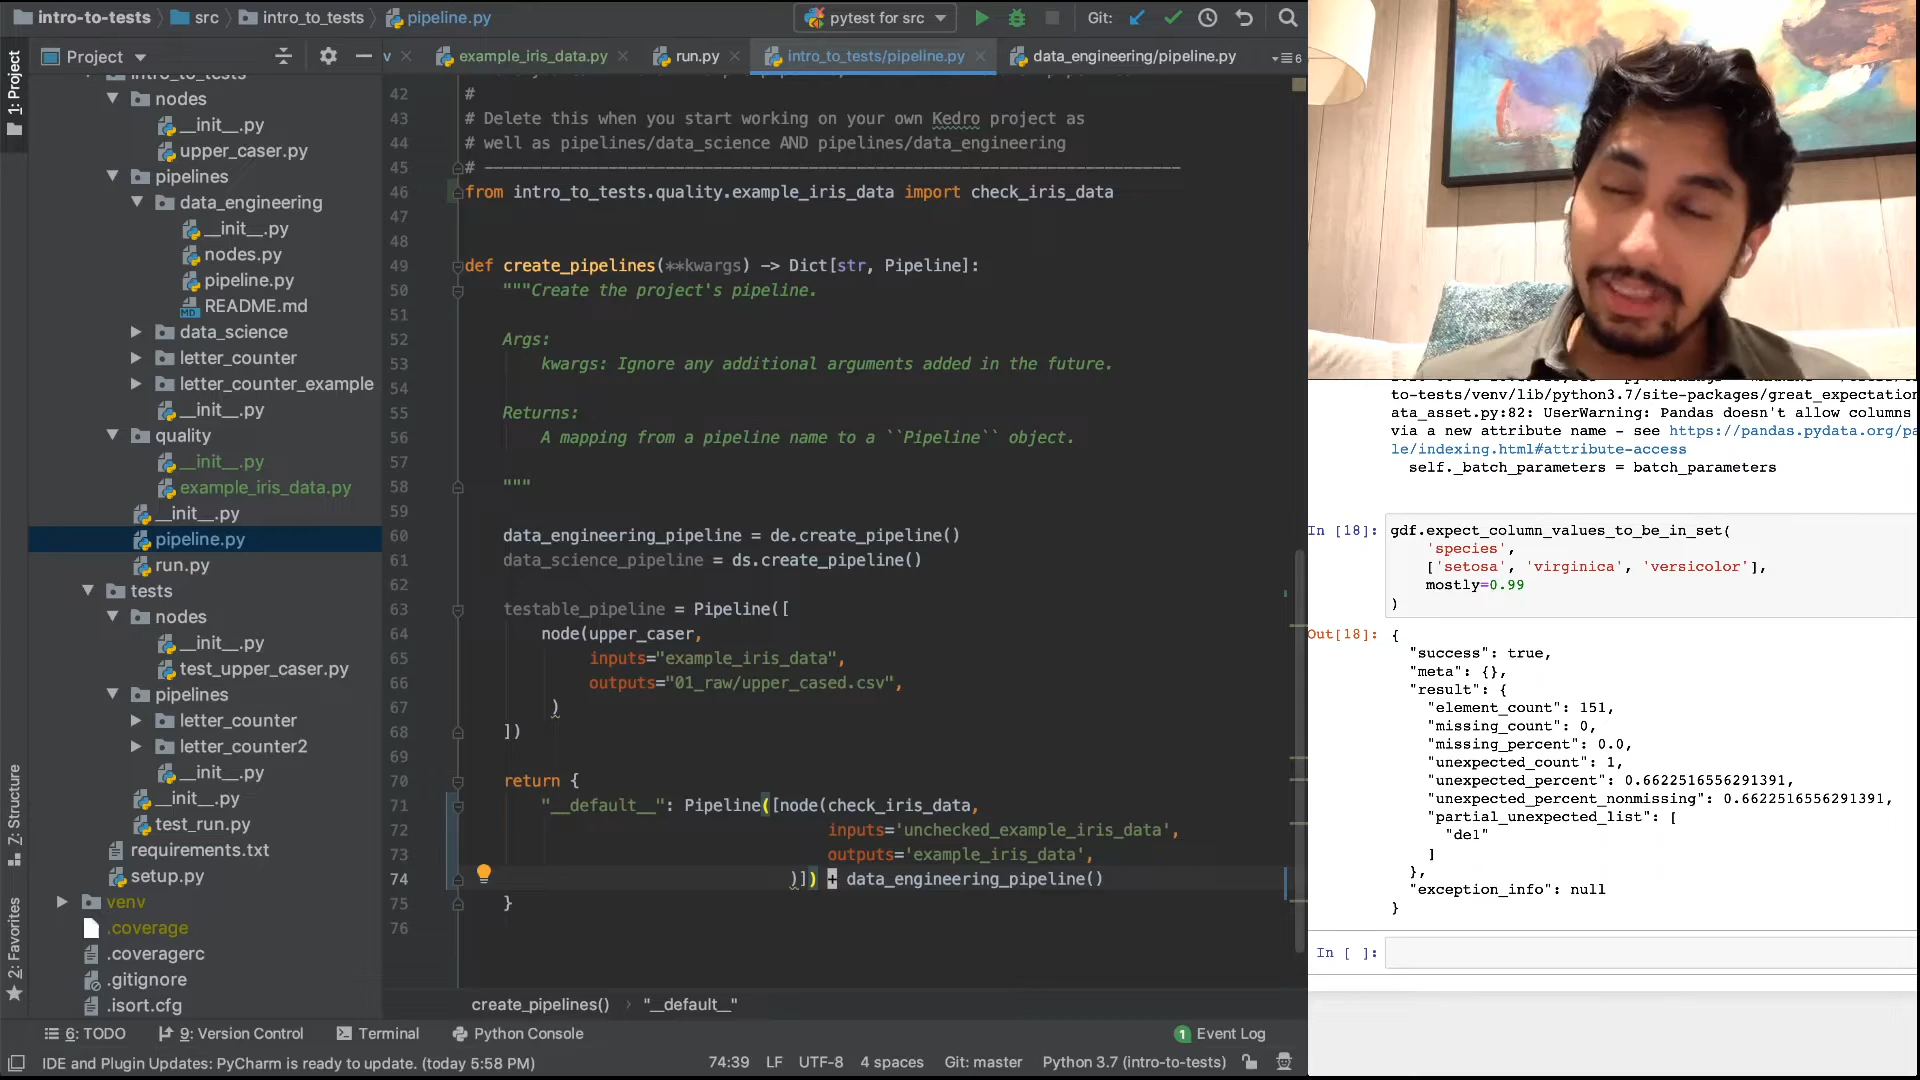 intro-to-tests
src
intro_to_tests
pipeline.py
pytest for src
Git:
Project
v
example_iris_data.py
run.py
intro_to_tests/pipeline.py
data_engineering/pipeline.py
6
1: Project
Z: Structure
2: Favorites
intro_to_tests
nodes
__init__.py
upper_caser.py
pipelines
data_engineering
__init__.py
nodes.py
pipeline.py
README.md
data_science
letter_counter
letter_counter_example
__init__.py
quality
__init__.py
example_iris_data.py
__init__.py
pipeline.py
run.py
tests
nodes
__init__.py
test_upper_caser.py
pipelines
letter_counter
letter_counter2
__init__.py
__init__.py
test_run.py
requirements.txt
setup.py
venv
.coverage
.coveragerc
.gitignore
.isort.cfg
42 #
43 # Delete this when you start working on your own Kedro project as
44 # well as pipelines/data_science AND pipelines/data_engineering
45 # -------------------------------------------------------------------------
46 from intro_to_tests.quality.example_iris_data import check_iris_data
47
48
49 def create_pipelines(**kwargs) -> Dict[str, Pipeline]:
50 """Create the project's pipeline.
51
52 Args:
53 kwargs: Ignore any additional arguments added in the future.
54
55 Returns:
56 A mapping from a pipeline name to a ``Pipeline`` object.
57
58 """
59
60 data_engineering_pipeline = de.create_pipeline()
61 data_science_pipeline = ds.create_pipeline()
62
63 testable_pipeline = Pipeline([
64 node(upper_caser,
65 inputs="example_iris_data",
66 outputs="01_raw/upper_cased.csv",
67 )
68 ])
69
70 return {
71 "__default__": Pipeline([node(check_iris_data,
72 inputs='unchecked_example_iris_data',
73 outputs='example_iris_data',
74 )]) + data_engineering_pipeline()
75 }
76
create_pipelines() › "__default__"
6: TODO
9: Version Control
Terminal
Python Console
1 Event Log
IDE and Plugin Updates: PyCharm is ready to update. (today 5:58 PM)
74:39 LF UTF-8 4 spaces Git: master Python 3.7 (intro-to-tests)
to-tests/venv/lib/python3.7/site-packages/great_expectation
ata_asset.py:82: UserWarning: Pandas doesn't allow columns
via a new attribute name - see https://pandas.pydata.org/pa
le/indexing.html#attribute-access
self._batch_parameters = batch_parameters
In [18]: gdf.expect_column_values_to_be_in_set(
'species',
['setosa', 'virginica', 'versicolor'],
mostly=0.99
)
Out[18]: {
"success": true,
"meta": {},
"result": {
"element_count": 151,
"missing_count": 0,
"missing_percent": 0.0,
"unexpected_count": 1,
"unexpected_percent": 0.6622516556291391,
"unexpected_percent_nonmissing": 0.6622516556291391,
"partial_unexpected_list": [
"del"
]
},
"exception_info": null
}
In [ ]: